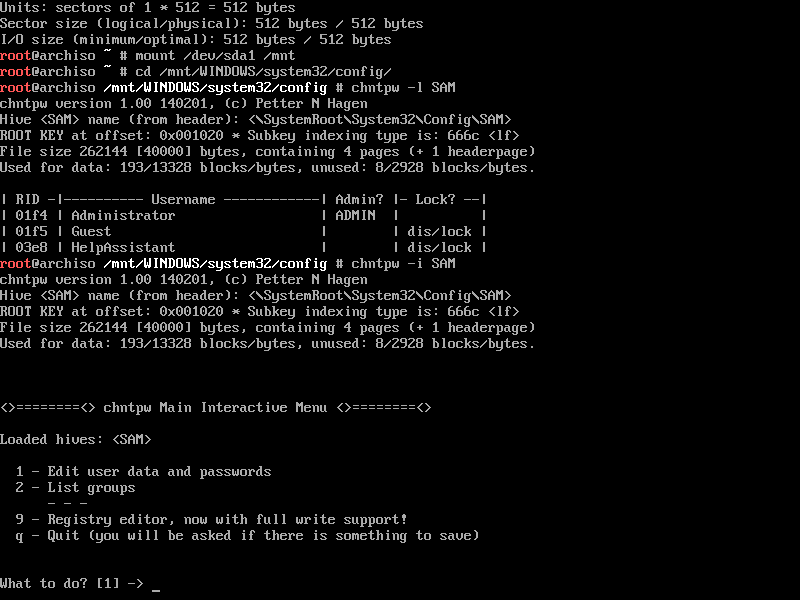 Units: sectors of 1 * 512 = 512 bytes
Sector size (logical/physical): 512 bytes / 512 bytes
I/O size (minimum/optimal): 512 bytes / 512 bytes
root@archiso ~ # mount /dev/sda1 /mnt
root@archiso ~ # cd /mnt/WINDOWS/system32/config/
root@archiso /mnt/WINDOWS/system32/config # chntpw -l SAM
chntpw version 1.00 140201, (c) Petter N Hagen
Hive <SAM> name (from header): <\SystemRoot\System32\Config\SAM>
ROOT KEY at offset: 0x001020 * Subkey indexing type is: 666c <lf>
File size 262144 [40000] bytes, containing 4 pages (+ 1 headerpage)
Used for data: 193/13328 blocks/bytes, unused: 8/2928 blocks/bytes.
| RID -|---------- Username ------------| Admin? |- Lock? --|
| 01f4 | Administrator                  | ADMIN  |          |
| 01f5 | Guest                          |        | dis/lock |
| 03e8 | HelpAssistant                  |        | dis/lock |
root@archiso /mnt/WINDOWS/system32/config # chntpw -i SAM
chntpw version 1.00 140201, (c) Petter N Hagen
Hive <SAM> name (from header): <\SystemRoot\System32\Config\SAM>
ROOT KEY at offset: 0x001020 * Subkey indexing type is: 666c <lf>
File size 262144 [40000] bytes, containing 4 pages (+ 1 headerpage)
Used for data: 193/13328 blocks/bytes, unused: 8/2928 blocks/bytes.
<>========<> chntpw Main Interactive Menu <>========<>
Loaded hives: <SAM>
  1 - Edit user data and passwords
  2 - List groups
      - - -
  9 - Registry editor, now with full write support!
  q - Quit (you will be asked if there is something to save)
What to do? [1] -> _